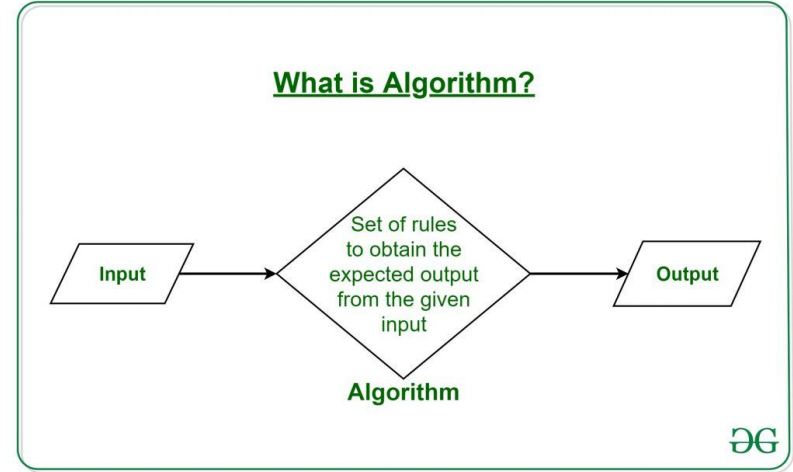 What is Algorithm?
Input
Set of rules
to obtain the
expected output
from the given
input
Output
Algorithm